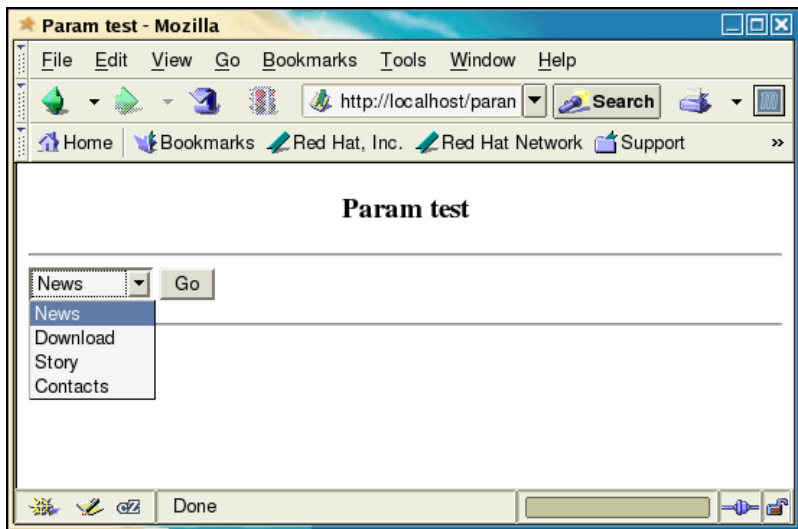 Param test - Mozilla
File Edit View Go Bookmarks Tools Window Help
http://localhost/paran Search
Home Bookmarks Red Hat, Inc. Red Hat Network Support »
Param test
News Go
News
Download
Story
Contacts
Done